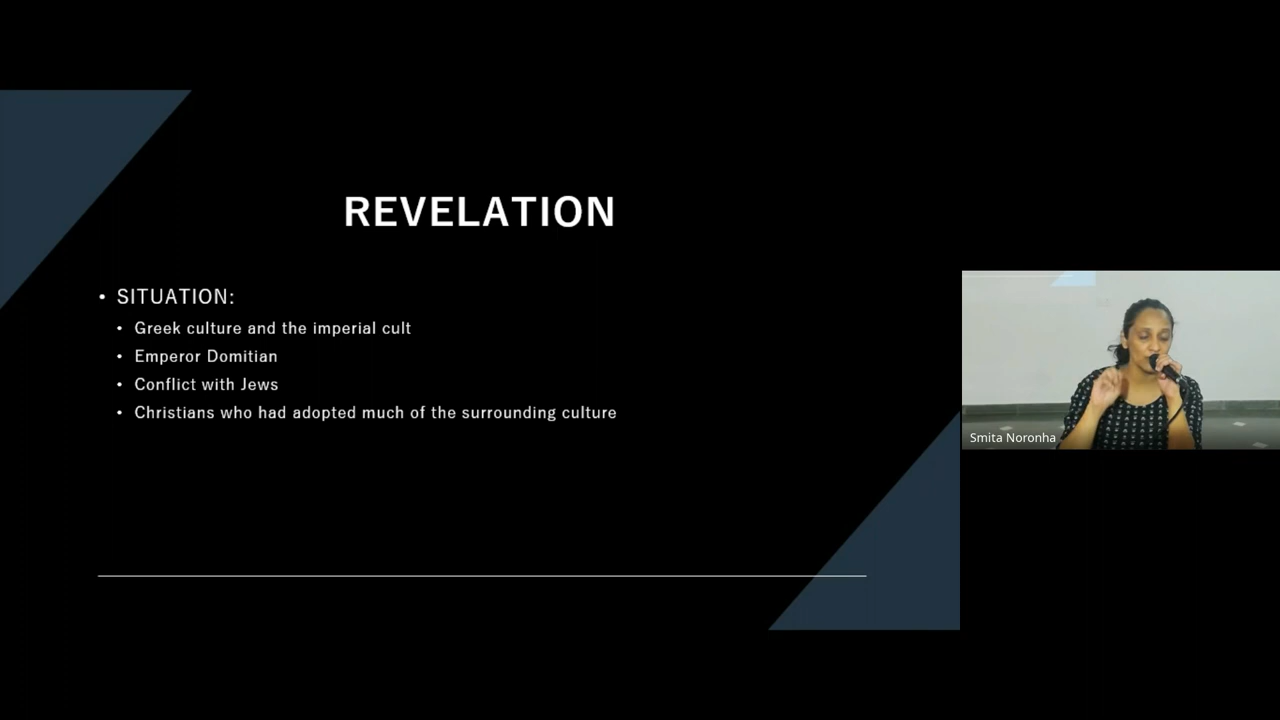 REVELATION
• SITUATION:
• Greek culture and the imperial cult
• Emperor Domitian
• Conflict with Jews
• Christians who had adopted much of the surrounding culture
Smita Noronha